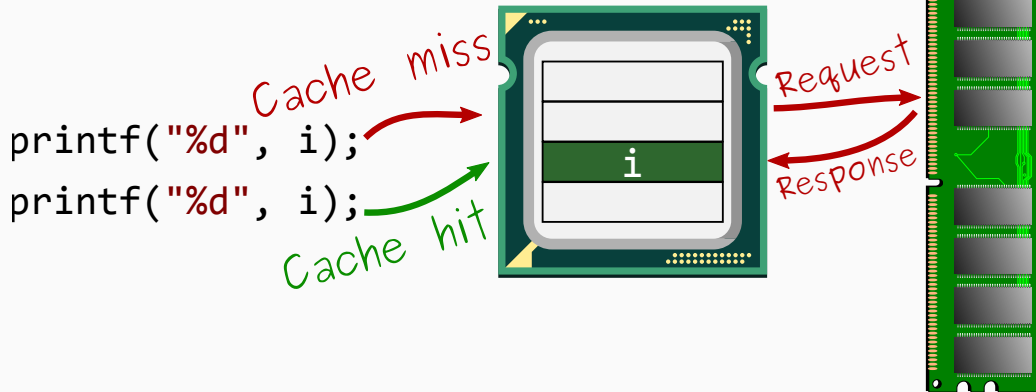 Cache miss
printf("%d", i);
printf("%d", i);
Cache hit
i
Request
Response